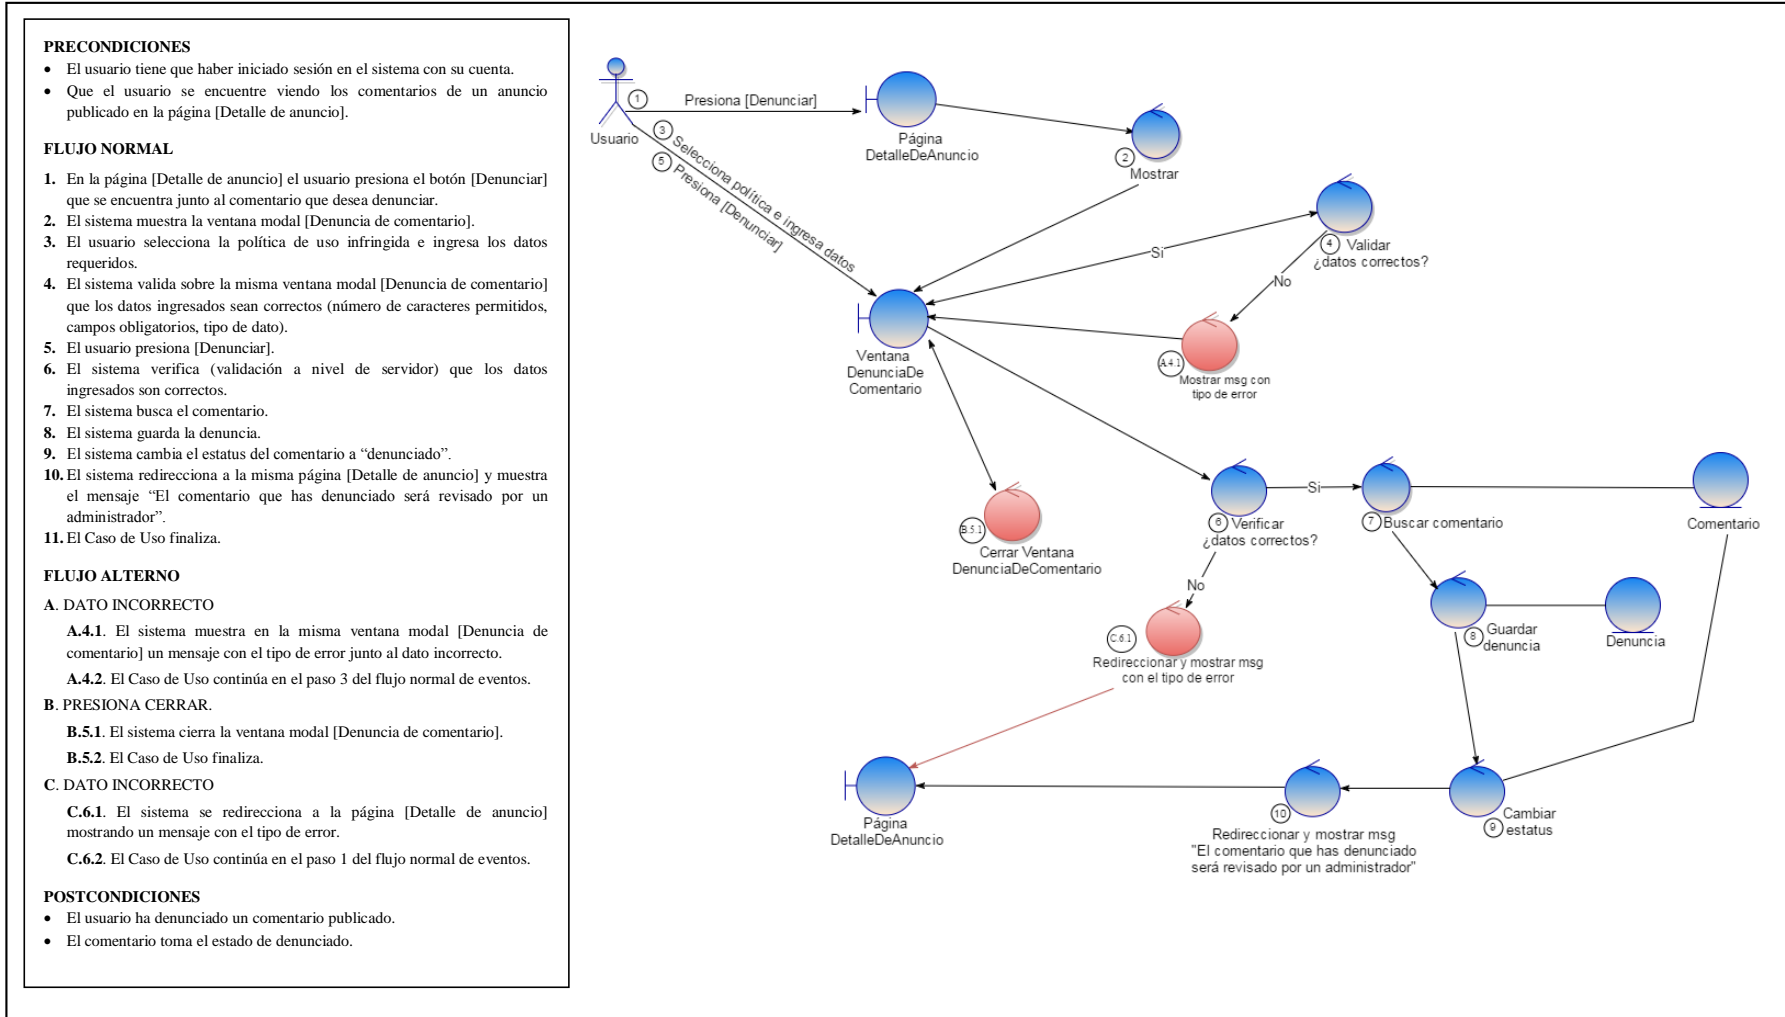 PRECONDICIONES
• El usuario tiene que haber iniciado sesión en el sistema con su cuenta.
• Que el usuario se encuentre viendo los comentarios de un anuncio
publicado en la página [Detalle de anuncio].
FLUJO NORMAL
1. En la página [Detalle de anuncio] el usuario presiona el botón [Denunciar]
que se encuentra junto al comentario que desea denunciar.
2. El sistema muestra la ventana modal [Denuncia de comentario].
3. El usuario selecciona la política de uso infringida e ingresa los datos
requeridos.
4. El sistema valida sobre la misma ventana modal [Denuncia de comentario]
que los datos ingresados sean correctos (número de caracteres permitidos,
campos obligatorios, tipo de dato).
5. El usuario presiona [Denunciar].
6. El sistema verifica (validación a nivel de servidor) que los datos
ingresados son correctos.
7. El sistema busca el comentario.
8. El sistema guarda la denuncia.
9. El sistema cambia el estatus del comentario a “denunciado”.
10. El sistema redirecciona a la misma página [Detalle de anuncio] y muestra
el mensaje “El comentario que has denunciado será revisado por un
administrador”.
11. El Caso de Uso finaliza.
FLUJO ALTERNO
A. DATO INCORRECTO
A.4.1. El sistema muestra en la misma ventana modal [Denuncia de
comentario] un mensaje con el tipo de error junto al dato incorrecto.
A.4.2. El Caso de Uso continúa en el paso 3 del flujo normal de eventos.
B. PRESIONA CERRAR.
B.5.1. El sistema cierra la ventana modal [Denuncia de comentario].
B.5.2. El Caso de Uso finaliza.
C. DATO INCORRECTO
C.6.1. El sistema se redirecciona a la página [Detalle de anuncio]
mostrando un mensaje con el tipo de error.
C.6.2. El Caso de Uso continúa en el paso 1 del flujo normal de eventos.
POSTCONDICIONES
• El usuario ha denunciado un comentario publicado.
• El comentario toma el estado de denunciado.
Usuario
1
Presiona [Denunciar]
Página
DetalleDeAnuncio
2
Mostrar
3 Selecciona política e ingresa datos
5 Presiona [Denunciar]
4 Validar
¿datos correctos?
Si
No
Ventana
DenunciaDe
Comentario
A.4.1
Mostrar msg con
tipo de error
B.5.1
Cerrar Ventana
DenunciaDeComentario
6 Verificar
¿datos correctos?
Si
7 Buscar comentario
Comentario
No
C.6.1
Redireccionar y mostrar msg
con el tipo de error
8 Guardar
denuncia
Denuncia
Página
DetalleDeAnuncio
10
Redireccionar y mostrar msg
"El comentario que has denunciado
será revisado por un administrador"
9 Cambiar
estatus